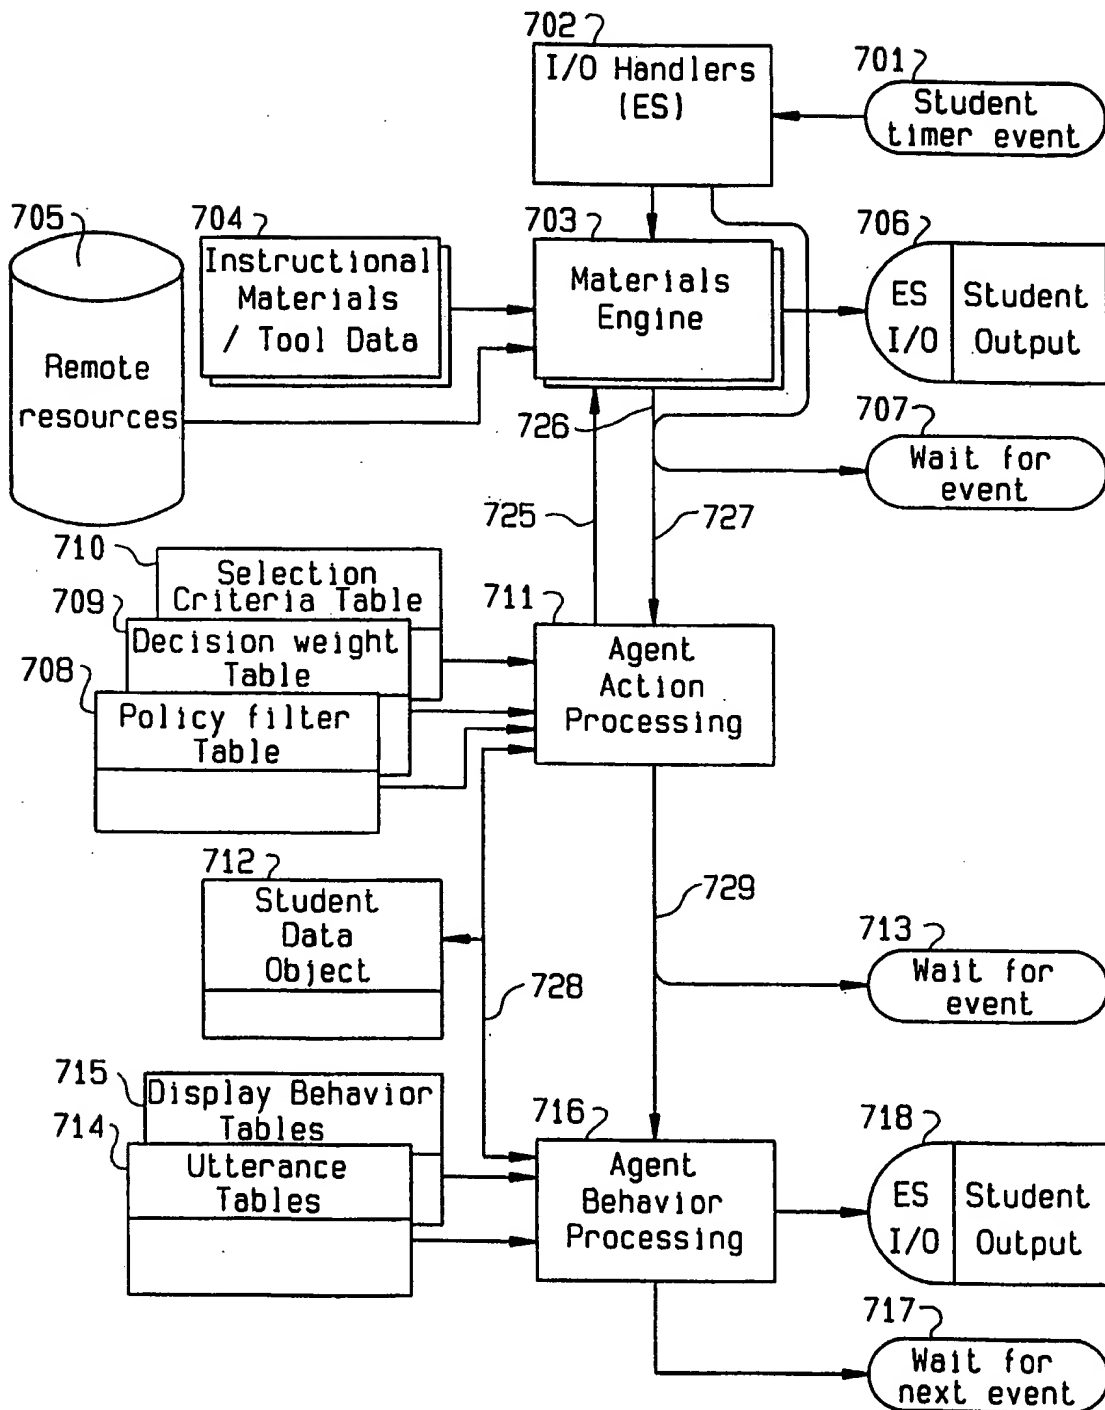 702
I/O Handlers
(ES)
701
Student
timer event
705
Remote
resources
704
Instructional
Materials
/ Tool Data
703
Materials
Engine
706
ES
I/O
Student
Output
726
707
Wait for
event
725
727
710
Selection
Criteria Table
709
Decision weight
Table
708
Policy filter
Table
711
Agent
Action
Processing
712
Student
Data
Object
728
729
713
Wait for
event
715
Display Behavior
Tables
714
Utterance
Tables
716
Agent
Behavior
Processing
718
ES
I/O
Student
Output
717
Wait for
next event